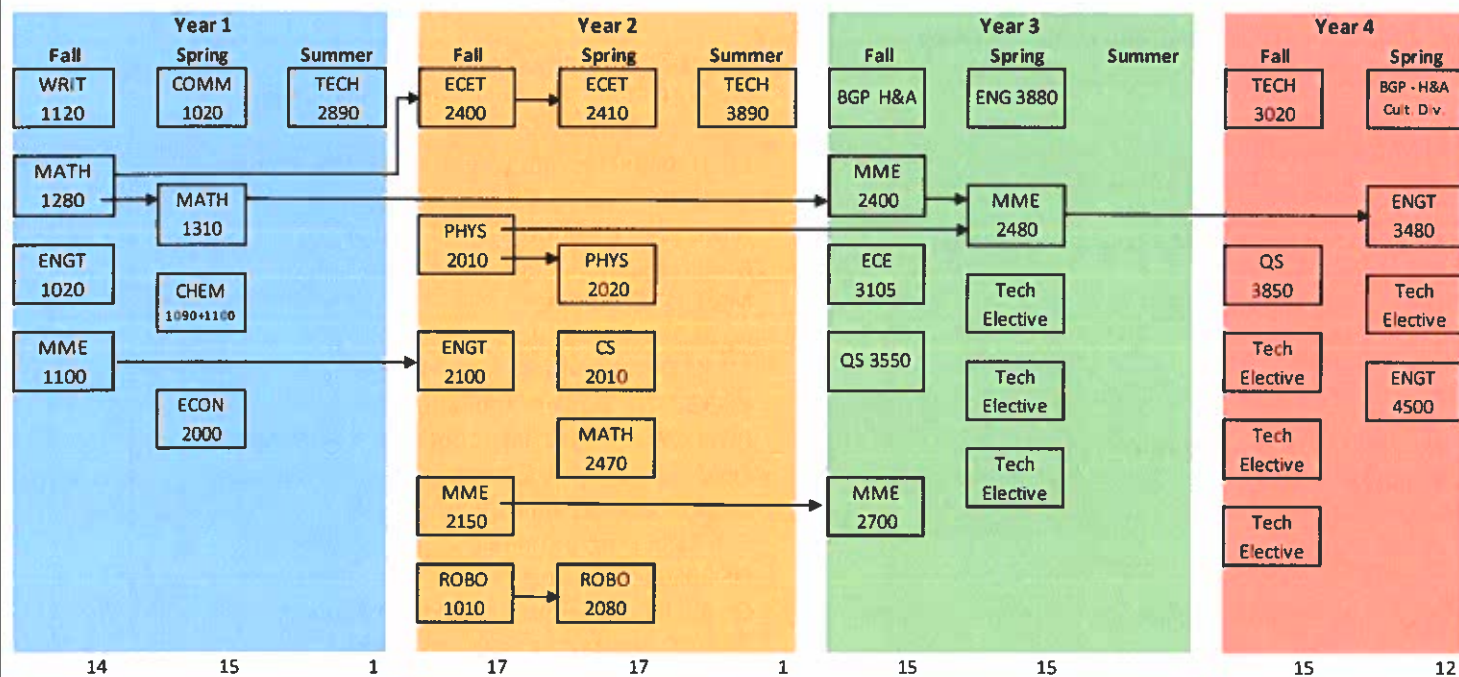 Year 1
Fall
Spring
Summer
WRIT
1120
COMM
1020
TECH
2890
MATH
1280
MATH
1310
ENGT
1020
CHEM
1090+1100
MME
1100
ECON
2000
14
15
1
Year 2
Fall
Spring
Summer
ECET
2400
ECET
2410
TECH
3890
PHYS
2010
PHYS
2020
ENGT
2100
CS
2010
MATH
2470
MME
2150
ROBO
1010
ROBO
2080
17
17
1
Year 3
Fall
Spring
Summer
BGP H&A
ENG 3880
MME
2400
MME
2480
ECE
3105
Tech
Elective
QS 3550
Tech
Elective
Tech
Elective
MME
2700
15
15
Year 4
Fall
Spring
TECH
3020
BGP - H&A
Cult. Div.
ENGT
3480
QS
3850
Tech
Elective
Tech
Elective
ENGT
4500
Tech
Elective
Tech
Elective
15
12